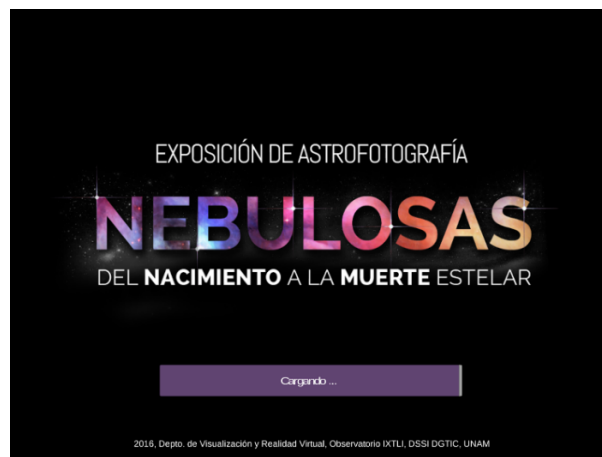 EXPOSICIÓN DE ASTROFOTOGRAFÍA
NEBULOSAS
DEL NACIMIENTO A LA MUERTE ESTELAR
Cargando ...
2016, Depto. de Visualización y Realidad Virtual, Observatorio IXTLI, DSSI DGTIC, UNAM